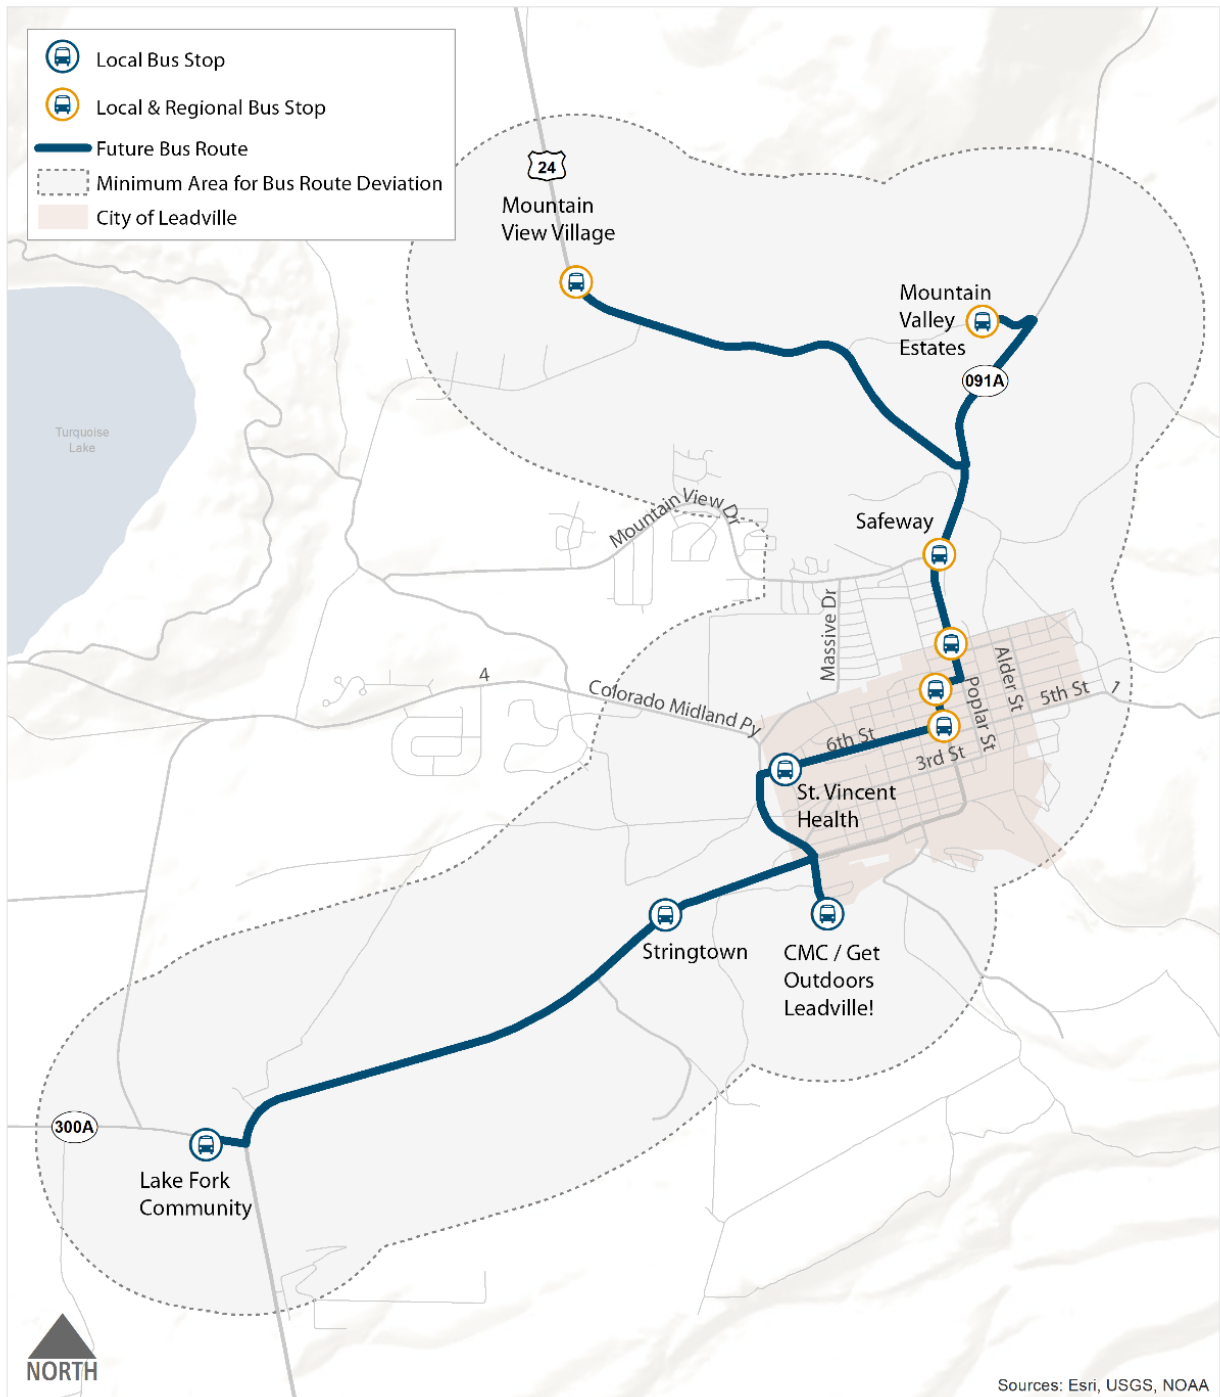 Local Bus Stop
Local & Regional Bus Stop
Future Bus Route
Minimum Area for Bus Route Deviation
City of Leadville
24
Mountain
View Village
Mountain
Valley
Estates
091A
Turquoise
Lake
Safeway
Mountain View Dr
Massive Dr
Alder St
Poplar St
5th St
1
4
Colorado Midland Py
6th St
3rd St
St. Vincent
Health
Stringtown
CMC / Get
Outdoors
Leadville!
300A
Lake Fork
Community
NORTH
Sources: Esri, USGS, NOAA